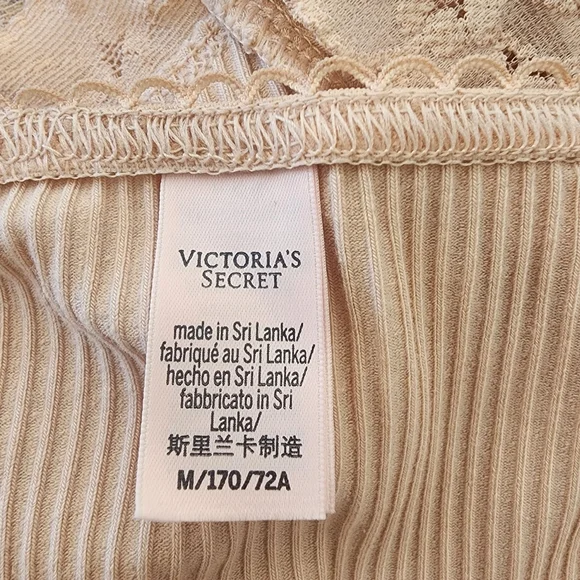 VICTORIA'S
SECRET
made in Sri Lanka/
fabriqué au Sri Lanka/
hecho en Sri Lanka/
fabbricato in Sri
Lanka/
斯里兰卡制造
M/170/72A